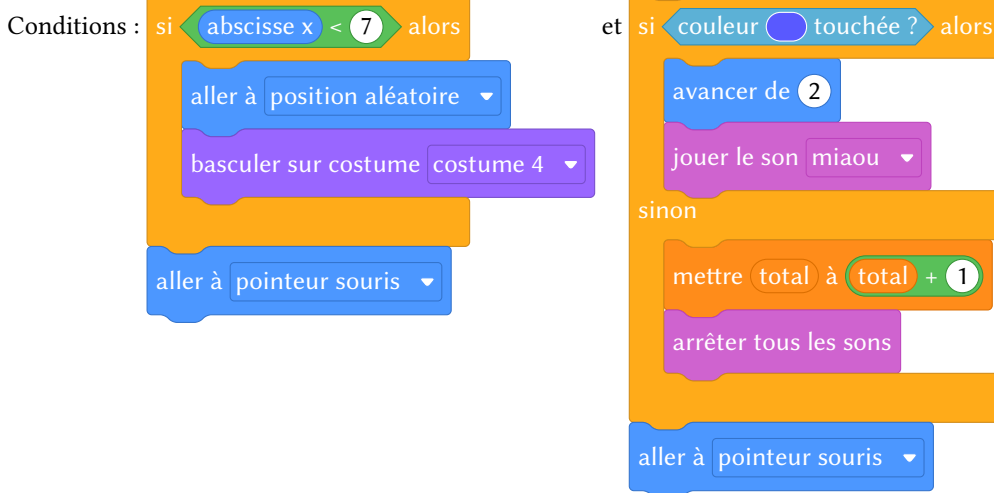 Conditions : si abscisse x < 7 alors
aller à position aléatoire
basculer sur costume costume 4
aller à pointeur souris
et si couleur touchée ? alors
avancer de 2
jouer le son miaou
sinon
mettre total à total + 1
arrêter tous les sons
aller à pointeur souris